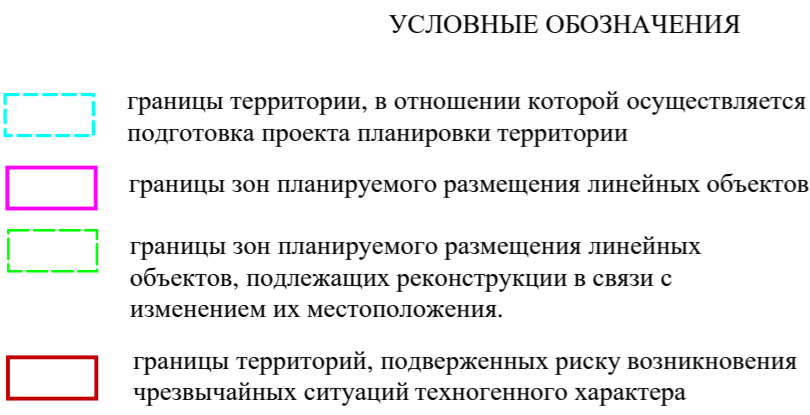 УСЛОВНЫЕ ОБОЗНАЧЕНИЯ
границы территории, в отношении которой осуществляется
подготовка проекта планировки территории
границы зон планируемого размещения линейных объектов
границы зон планируемого размещения линейных
объектов, подлежащих реконструкции в связи с
изменением их местоположения.
границы территорий, подверженных риску возникновения
чрезвычайных ситуаций техногенного характера